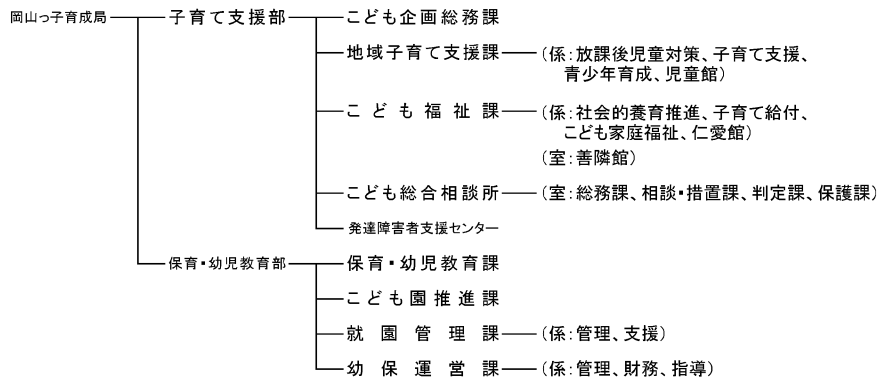 岡山っ子育成局 子育て支援部 こども企画総務課
地域子育て支援課 (係:放課後児童対策、子育て支援、
青少年育成、児童館)
こども福祉課 (係:社会的養育推進、子育て給付、
こども家庭福祉、仁愛館)
(室:善隣館)
こども総合相談所 (室:総務課、相談・措置課、判定課、保護課)
発達障害者支援センター
保育・幼児教育部 保育・幼児教育課
こども園推進課
就園管理課 (係:管理、支援)
幼保運営課 (係:管理、財務、指導)